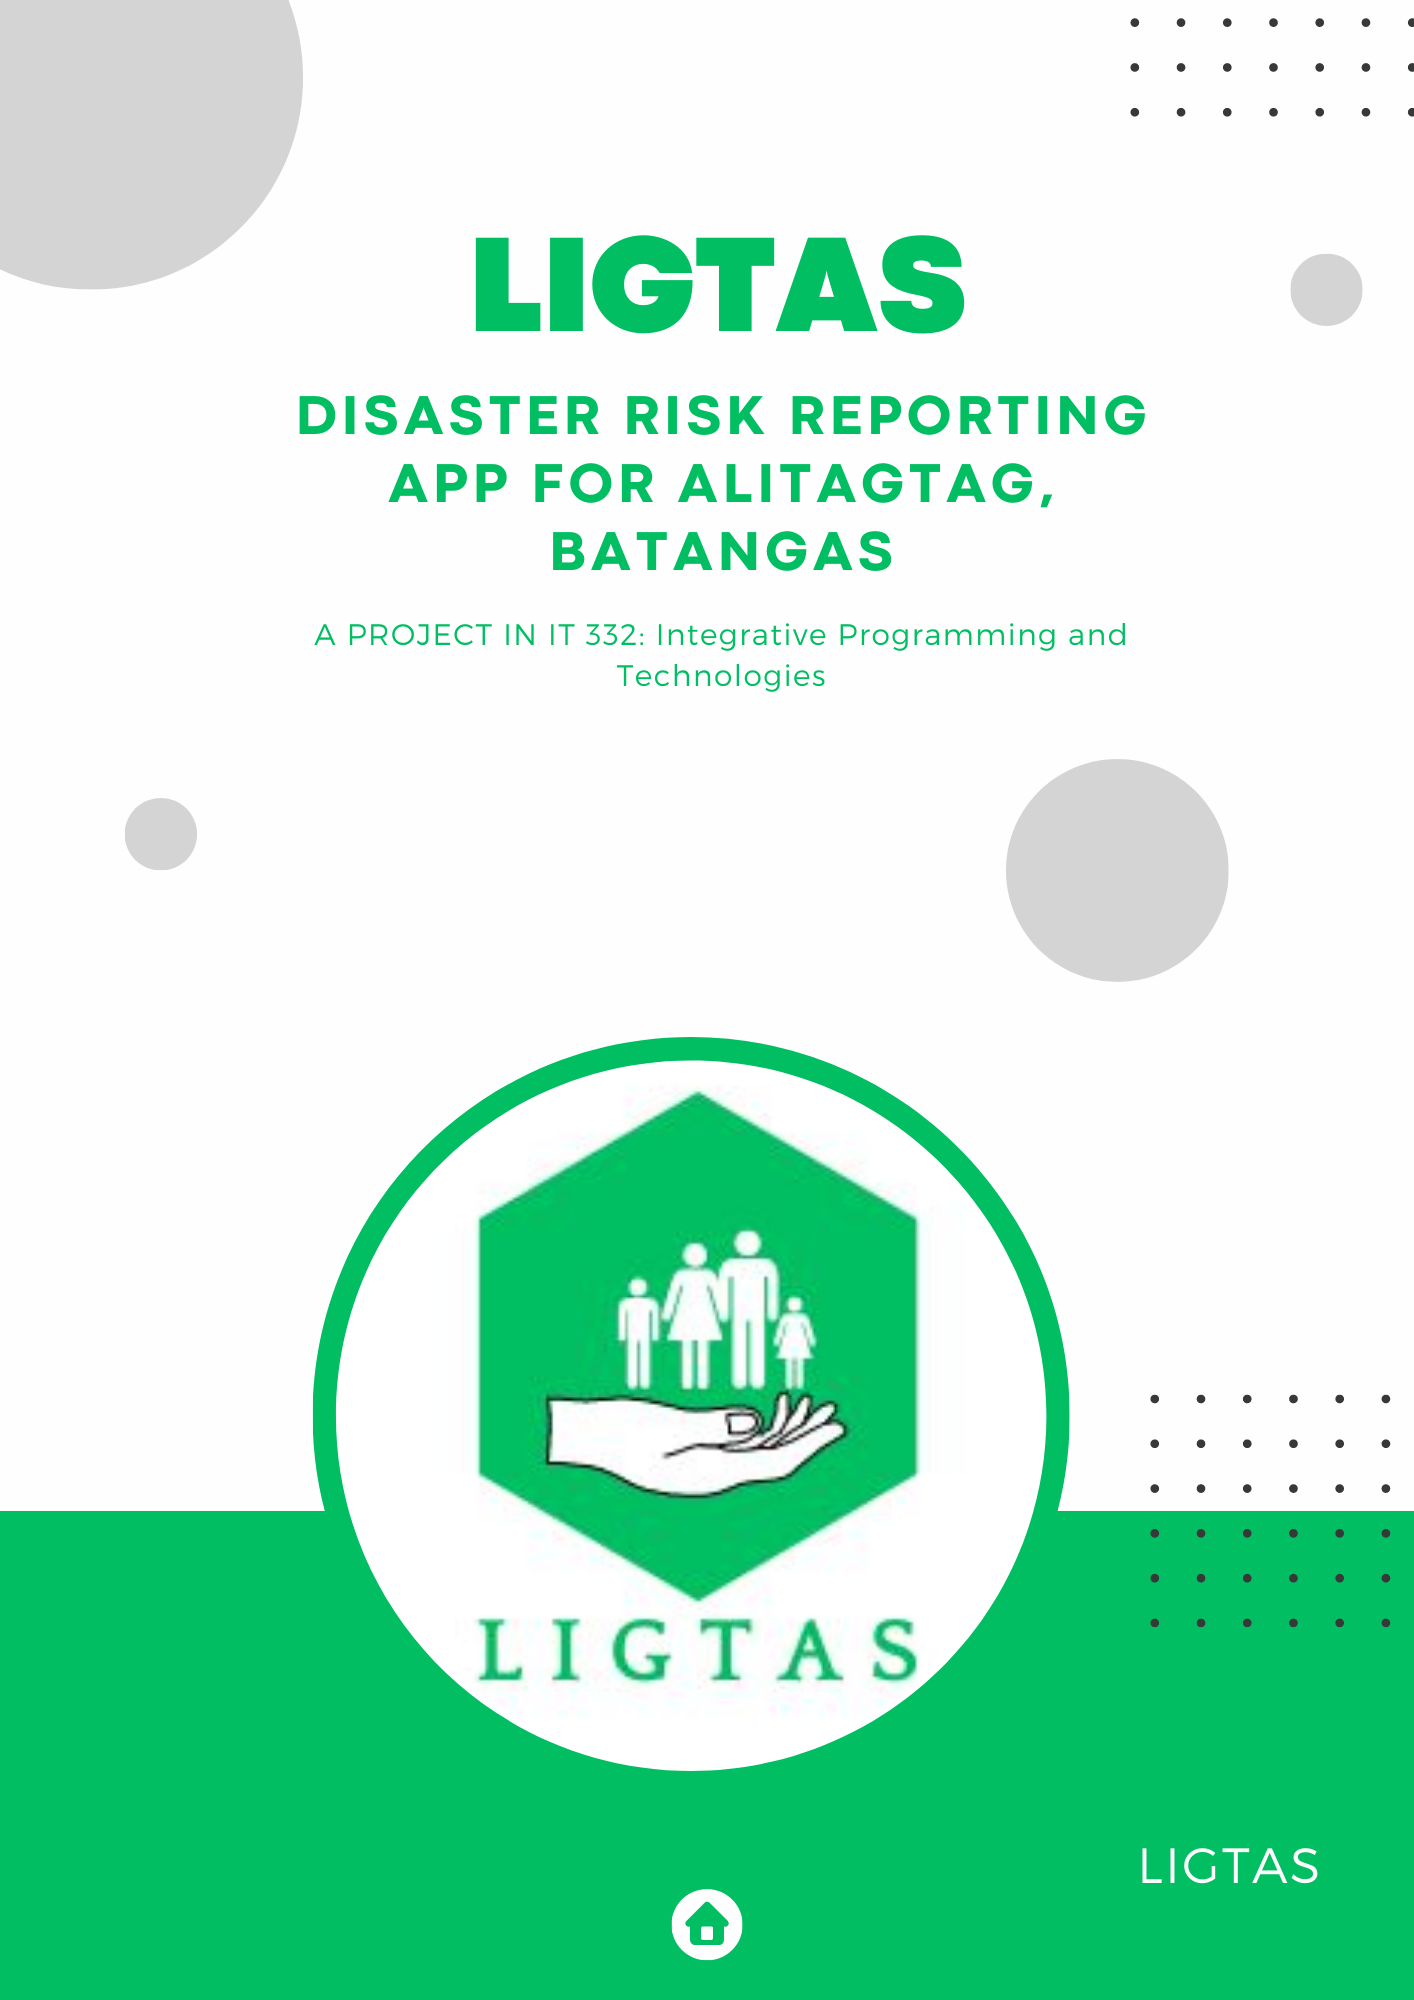 LIGTAS
DISASTER RISK REPORTING
APP FOR ALITAGTAG,
BATANGAS
A PROJECT IN IT 332: Integrative Programming and
Technologies
LIGTAS
LIGTAS